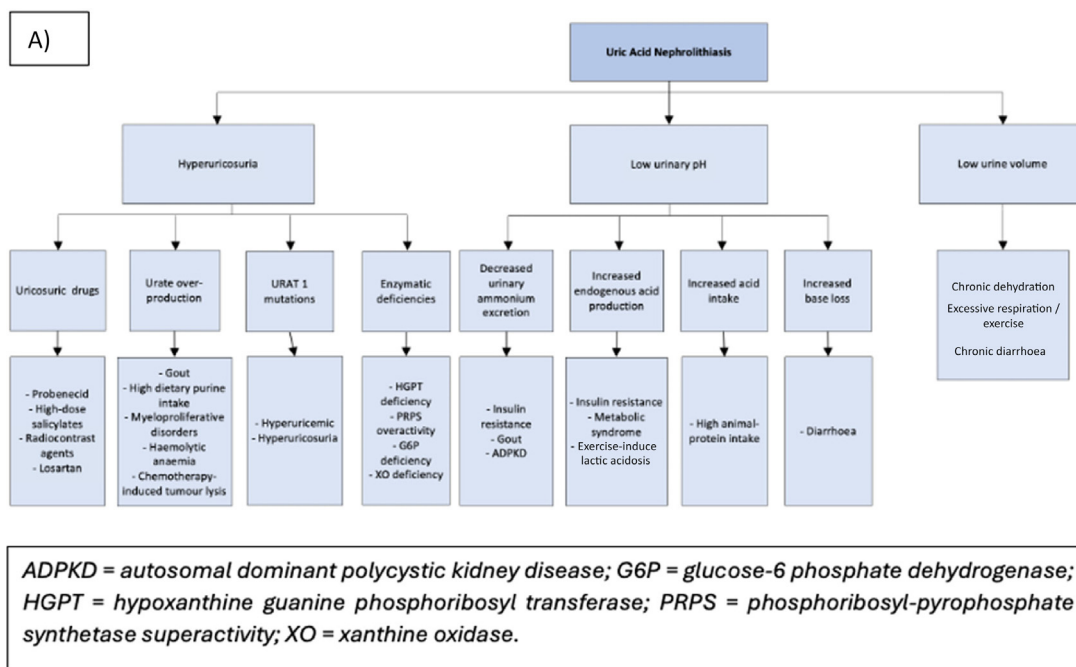 A)
Uric Acid Nephrolithiasis
Hyperuricosuria
Low urinary pH
Low urine volume
Uricosuric drugs
Urate over-
production
URAT 1
mutations
Enzymatic
deficiencies
Decreased
urinary
ammonium
excretion
Increased
endogenous acid
production
Increased acid
intake
Increased
base loss
Chronic dehydration
Excessive respiration /
exercise
Chronic diarrhoea
- Probenecid
- High-dose
salicylates
- Radiocontrast
agents
- Losartan
- Gout
- High dietary purine
intake
- Myeloproliferative
disorders
- Haemolytic
anaemia
- Chemotherapy-
induced tumour lysis
- Hyperuricemic
- Hyperuricosuria
- HGPT
deficiency
- PRPS
overactivity
- G6P
deficiency
- XO deficiency
- Insulin
resistance
- Gout
- ADPKD
- Insulin resistance
- Metabolic
syndrome
- Exercise-induce
lactic acidosis
- High animal-
protein intake
- Diarrhoea
ADPKD = autosomal dominant polycystic kidney disease; G6P = glucose-6 phosphate dehydrogenase;
HGPT = hypoxanthine guanine phosphoribosyl transferase; PRPS = phosphoribosyl-pyrophosphate
synthetase superactivity; XO = xanthine oxidase.